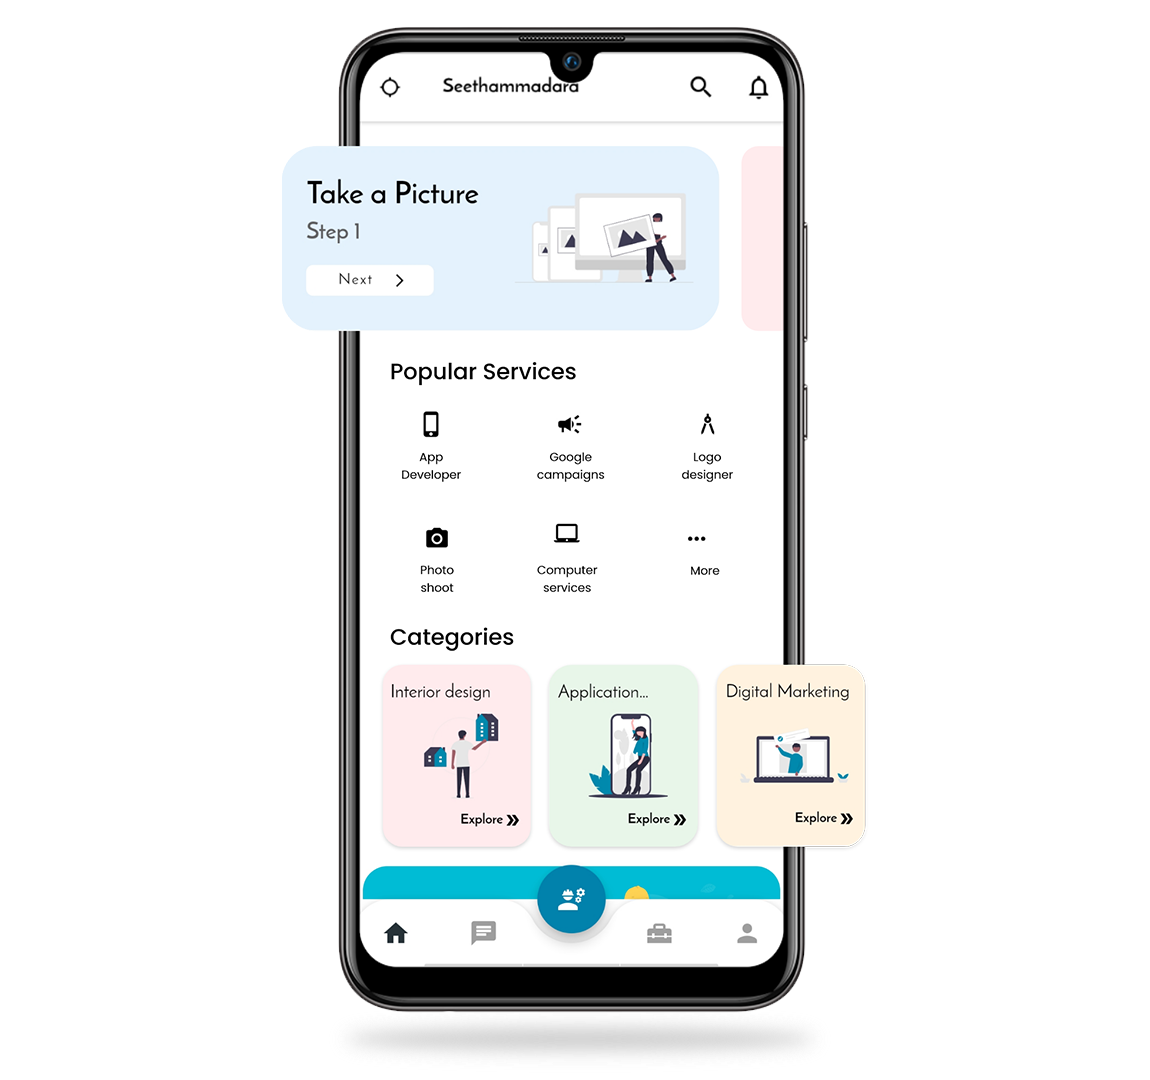 Seethammadara
Take a Picture
Step 1
Next
Popular Services
App
Developer
Google
campaigns
Logo
designer
Photo
shoot
Computer
services
More
Categories
Interior design
Application...
Digital Marketing
Explore
Explore
Explore